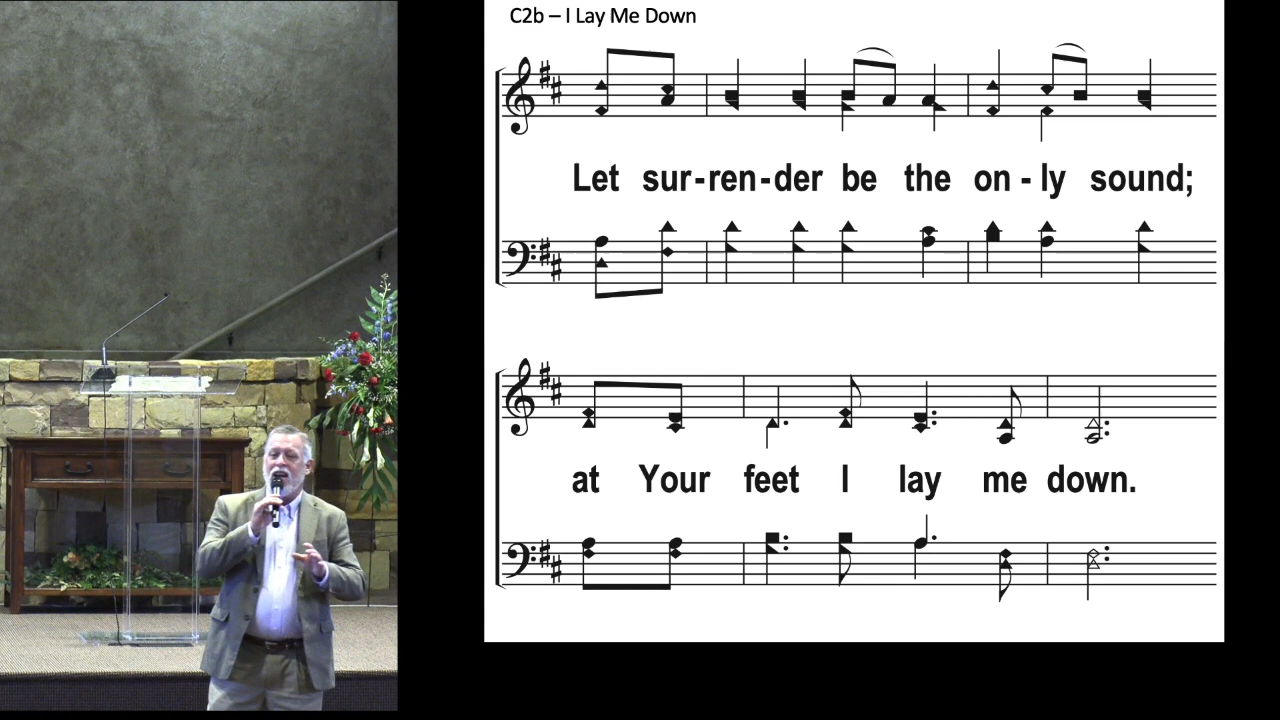 C2b – I Lay Me Down
Let sur-ren-der be the on - ly sound;
at Your feet I lay me down.